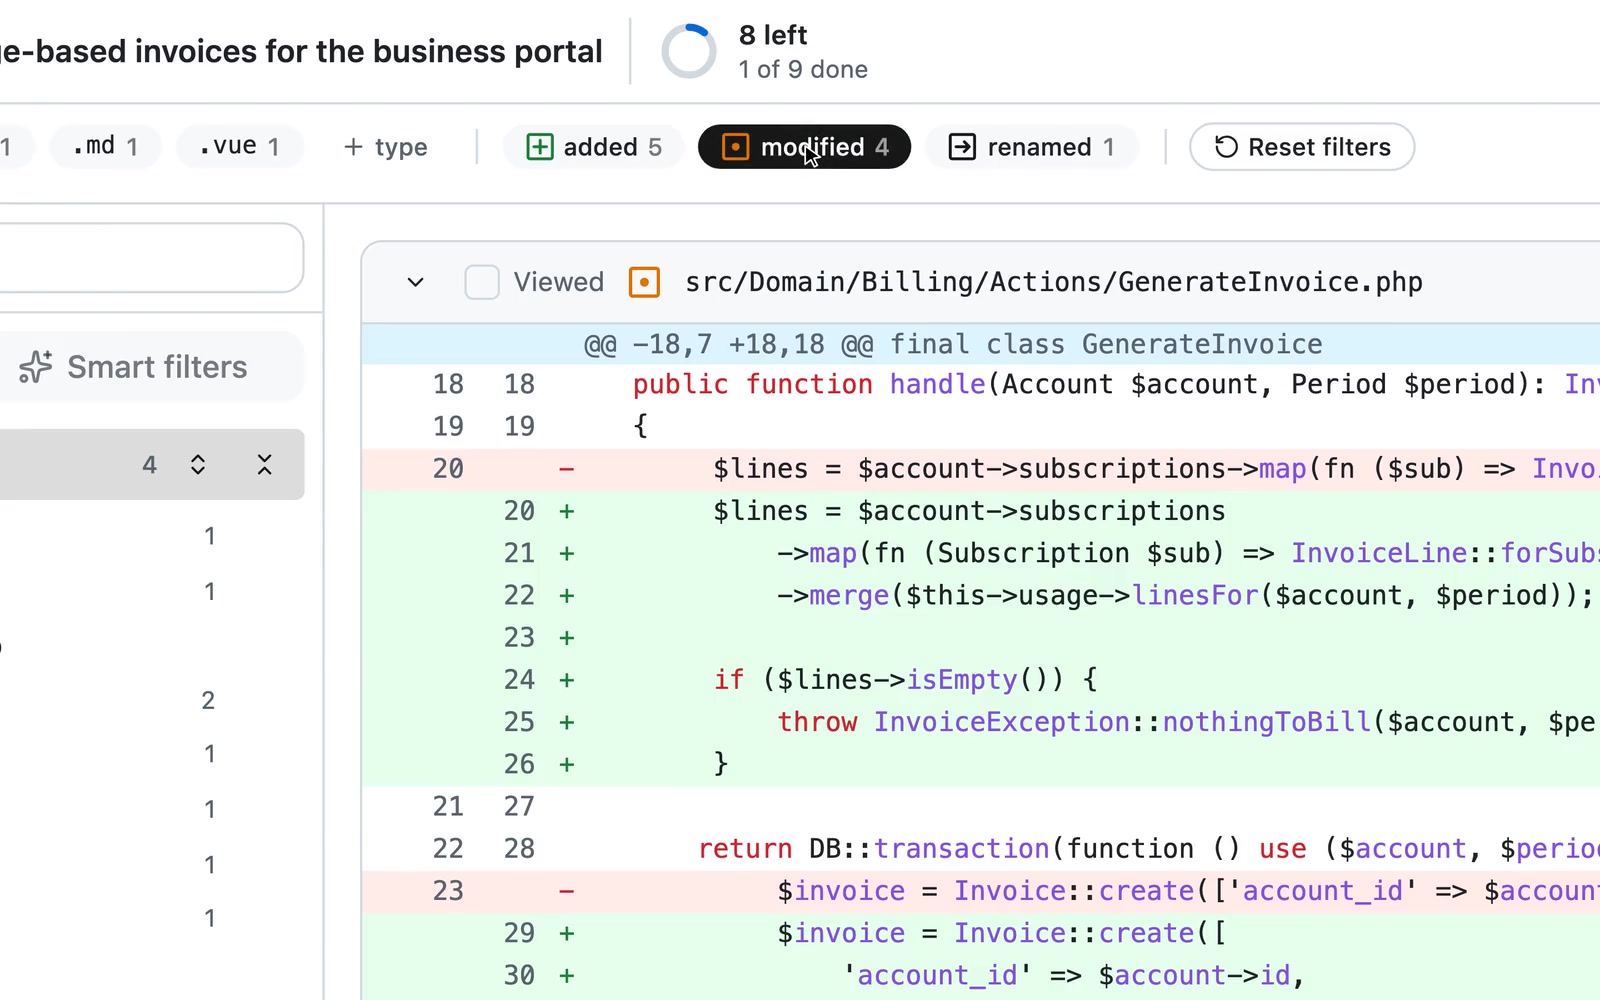 ge-based invoices for the business portal
8 left
1 of 9 done
1
.md 1
.vue 1
+ type
added 5
modified 4
renamed 1
Reset filters
Smart filters
4
1
1
2
1
1
1
1
Viewed
src/Domain/Billing/Actions/GenerateInvoice.php
@@ -18,7 +18,18 @@ final class GenerateInvoice
18 18 public function handle(Account $account, Period $period): Inv
19 19 {
20 - $lines = $account->subscriptions->map(fn ($sub) => Invo
20 + $lines = $account->subscriptions
21 + ->map(fn (Subscription $sub) => InvoiceLine::forSubs
22 + ->merge($this->usage->linesFor($account, $period));
23 +
24 + if ($lines->isEmpty()) {
25 + throw InvoiceException::nothingToBill($account, $pe
26 + }
21 27
22 28 return DB::transaction(function () use ($account, $perio
23 - $invoice = Invoice::create(['account_id' => $accoun
29 + $invoice = Invoice::create([
30 + 'account_id' => $account->id,